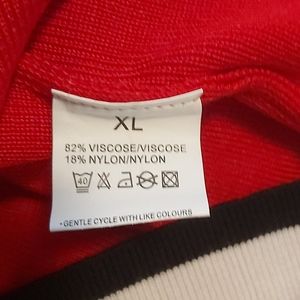 XL
82% VISCOSE/VISCOSE
18% NYLON/NYLON
40
•GENTLE CYCLE WITH LIKE COLOURS